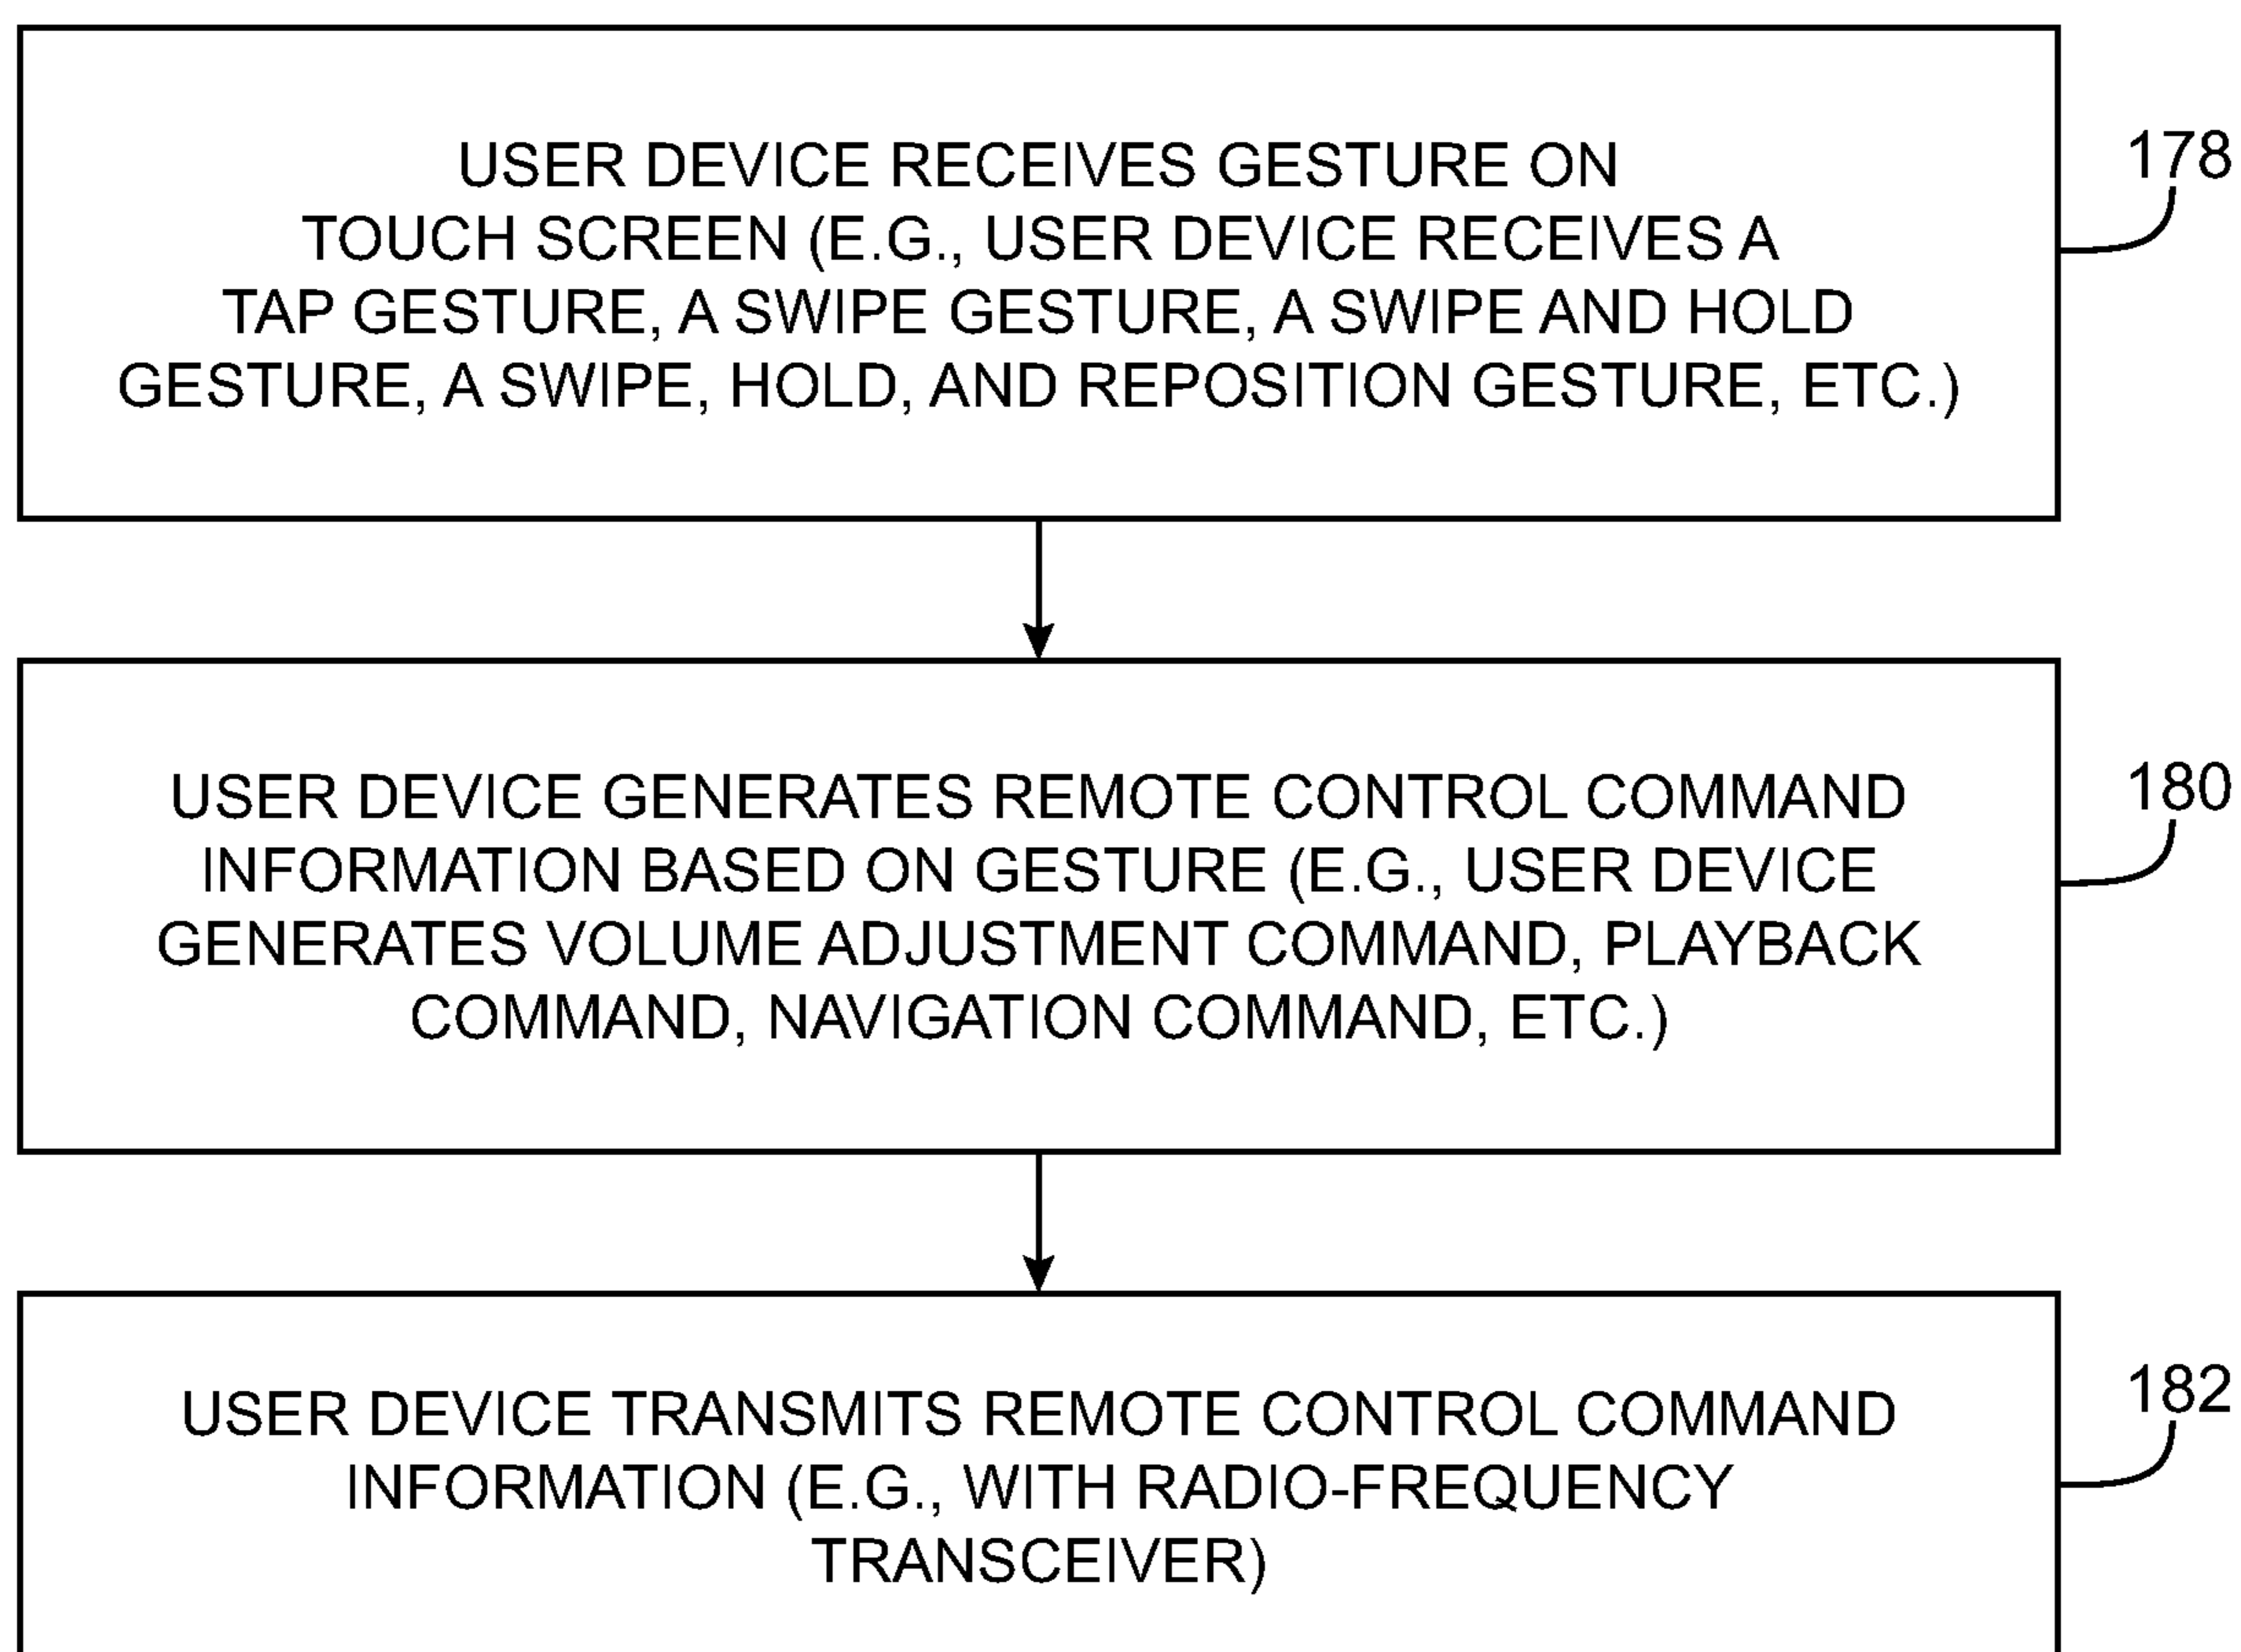 USER DEVICE RECEIVES GESTURE ON
TOUCH SCREEN (E.G., USER DEVICE RECEIVES A
TAP GESTURE, A SWIPE GESTURE, A SWIPE AND HOLD
GESTURE, A SWIPE, HOLD, AND REPOSITION GESTURE, ETC.)
178
USER DEVICE GENERATES REMOTE CONTROL COMMAND
INFORMATION BASED ON GESTURE (E.G., USER DEVICE
GENERATES VOLUME ADJUSTMENT COMMAND, PLAYBACK
COMMAND, NAVIGATION COMMAND, ETC.)
180
USER DEVICE TRANSMITS REMOTE CONTROL COMMAND
INFORMATION (E.G., WITH RADIO-FREQUENCY
TRANSCEIVER)
182